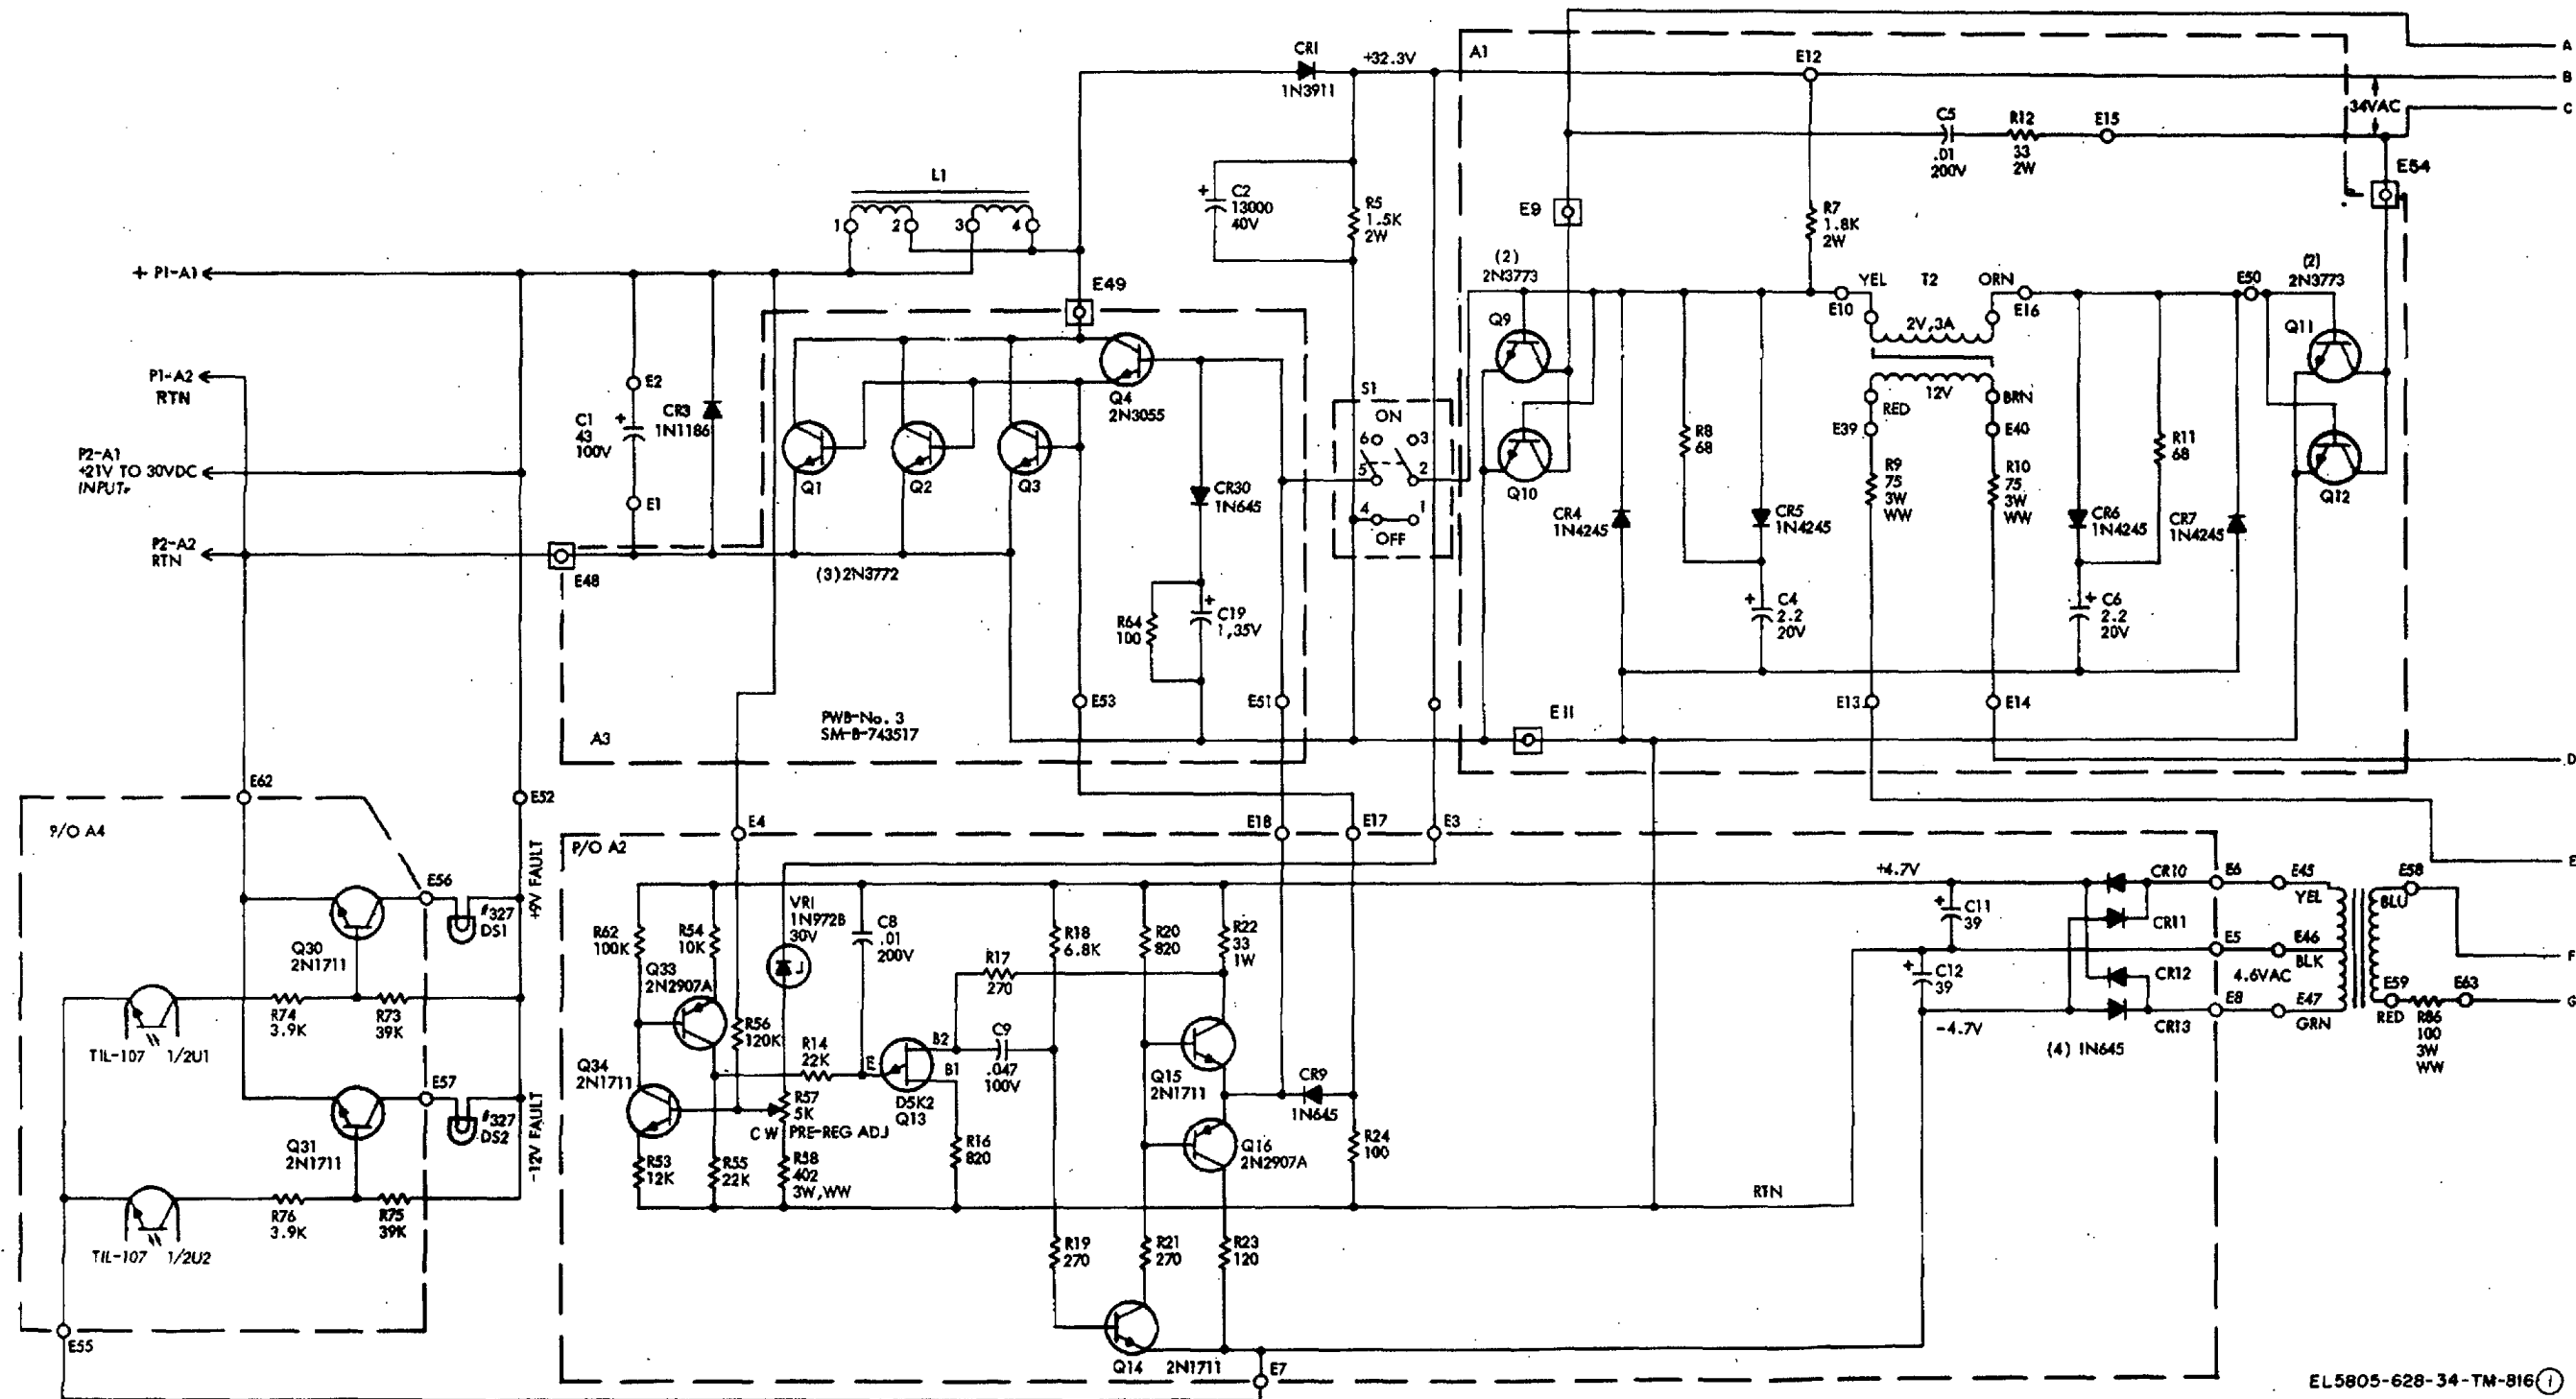 A
CR1
1N3911
+32.3V
A1
E12
B
34VAC
C
C5
.01
200V
R12
33
2W
E15
E54
L1
1
2
3
4
+
C2
13000
40V
R5
1.5K
2W
E9
R7
1.8K
2W
+ P1-A1
E49
(2)
2N3773
YEL
T2
ORN
E50
(2)
2N3773
E10
E16
2V,3A
Q9
Q11
P1-A2
RTN
E2
C1
43
100V
+
CR3
1N1186
Q4
2N3055
S1
ON
6
3
5
2
4
1
OFF
12V
RED
BRN
E39
E40
R8
68
R11
68
P2-A1
+21V TO 30VDC
INPUT
E1
Q1
Q2
Q3
CR30
1N645
Q10
CR4
1N4245
CR5
1N4245
R9
75
3W
WW
R10
75
3W
WW
CR6
1N4245
CR7
1N4245
Q12
P2-A2
RTN
E48
(3)2N3772
R64
100
+
C19
1,35V
+
C4
2.2
20V
+
C6
2.2
20V
E53
E51
E13
E14
PWB-No. 3
SM-B-743517
A3
E11
D
E62
E52
P/O A4
E4
E18
E17
E3
P/O A2
+9V FAULT
E56
#327
DS1
Q30
2N1711
R74
3.9K
R73
39K
TIL-107 1/2U1
E57
#327
DS2
-12V FAULT
Q31
2N1711
R76
3.9K
R75
39K
TIL-107 1/2U2
E55
R62
100K
R54
10K
VR1
1N972B
30V
C8
.01
200V
R18
6.8K
R20
820
R22
33
1W
R17
270
Q33
2N2907A
R56
120K
R14
22K
E
B2
B1
C9
.047
100V
D5K2
Q13
Q34
2N1711
R57
5K
CW PRE-REG ADJ
Q15
2N1711
CR9
1N645
Q16
2N2907A
R53
12K
R55
22K
R58
402
3W,WW
R16
820
R24
100
RTN
R19
270
R21
270
R23
120
Q14 2N1711
E7
+4.7V
+
C11
39
+
C12
39
-4.7V
CR10
CR11
CR12
CR13
(4) 1N645
E6
E5
E8
E45
YEL
E46
BLK
4.6VAC
E47
GRN
E58
BLU
E59
RED
E63
R86
100
3W
WW
E
F
G
EL5805-628-34-TM-816 1